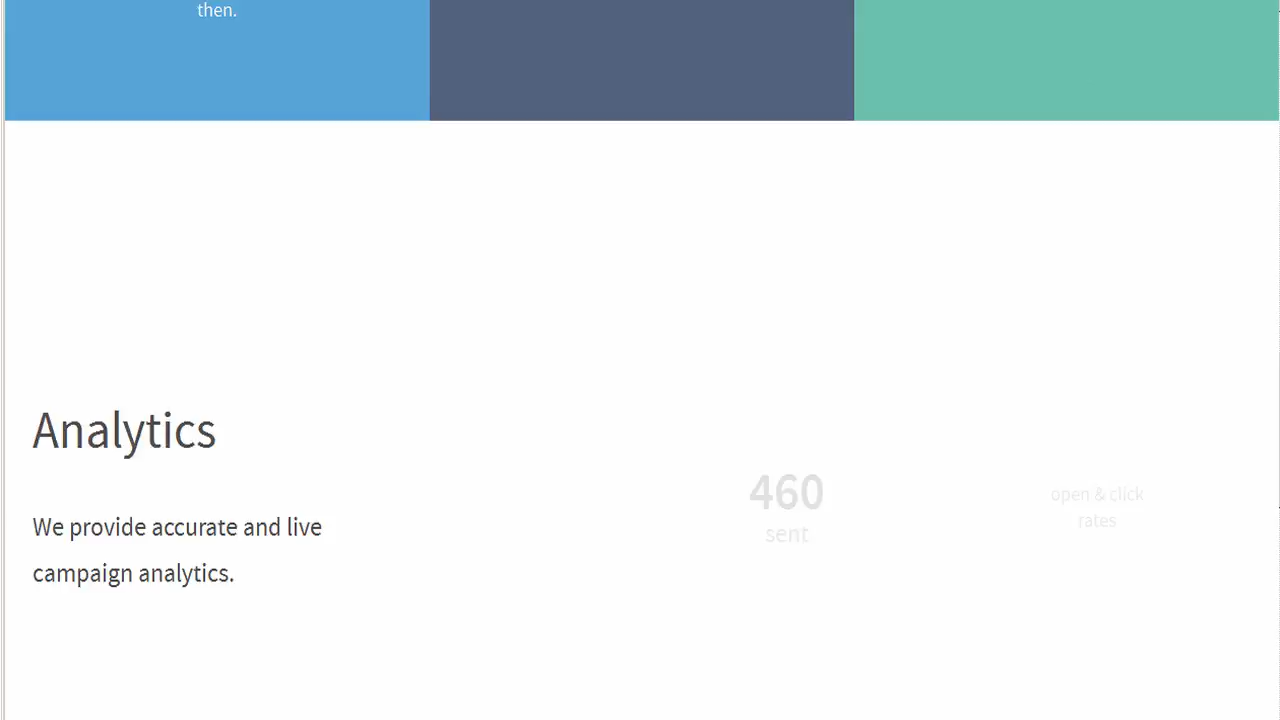 then.
Analytics
We provide accurate and live
campaign analytics.
460
sent
open & click
rates